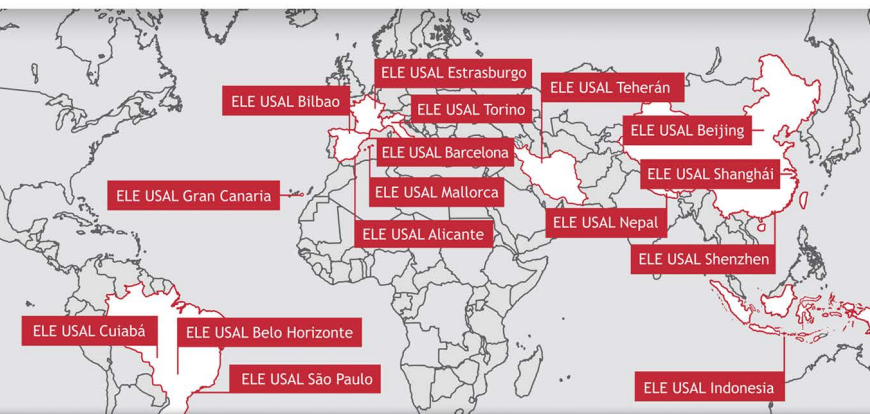 ELE USAL Estrasburgo
ELE USAL Bilbao
ELE USAL Torino
ELE USAL Teherán
ELE USAL Beijing
ELE USAL Barcelona
ELE USAL Shanghái
ELE USAL Gran Canaria
ELE USAL Mallorca
ELE USAL Nepal
ELE USAL Alicante
ELE USAL Shenzhen
ELE USAL Cuiabá
ELE USAL Belo Horizonte
ELE USAL São Paulo
ELE USAL Indonesia